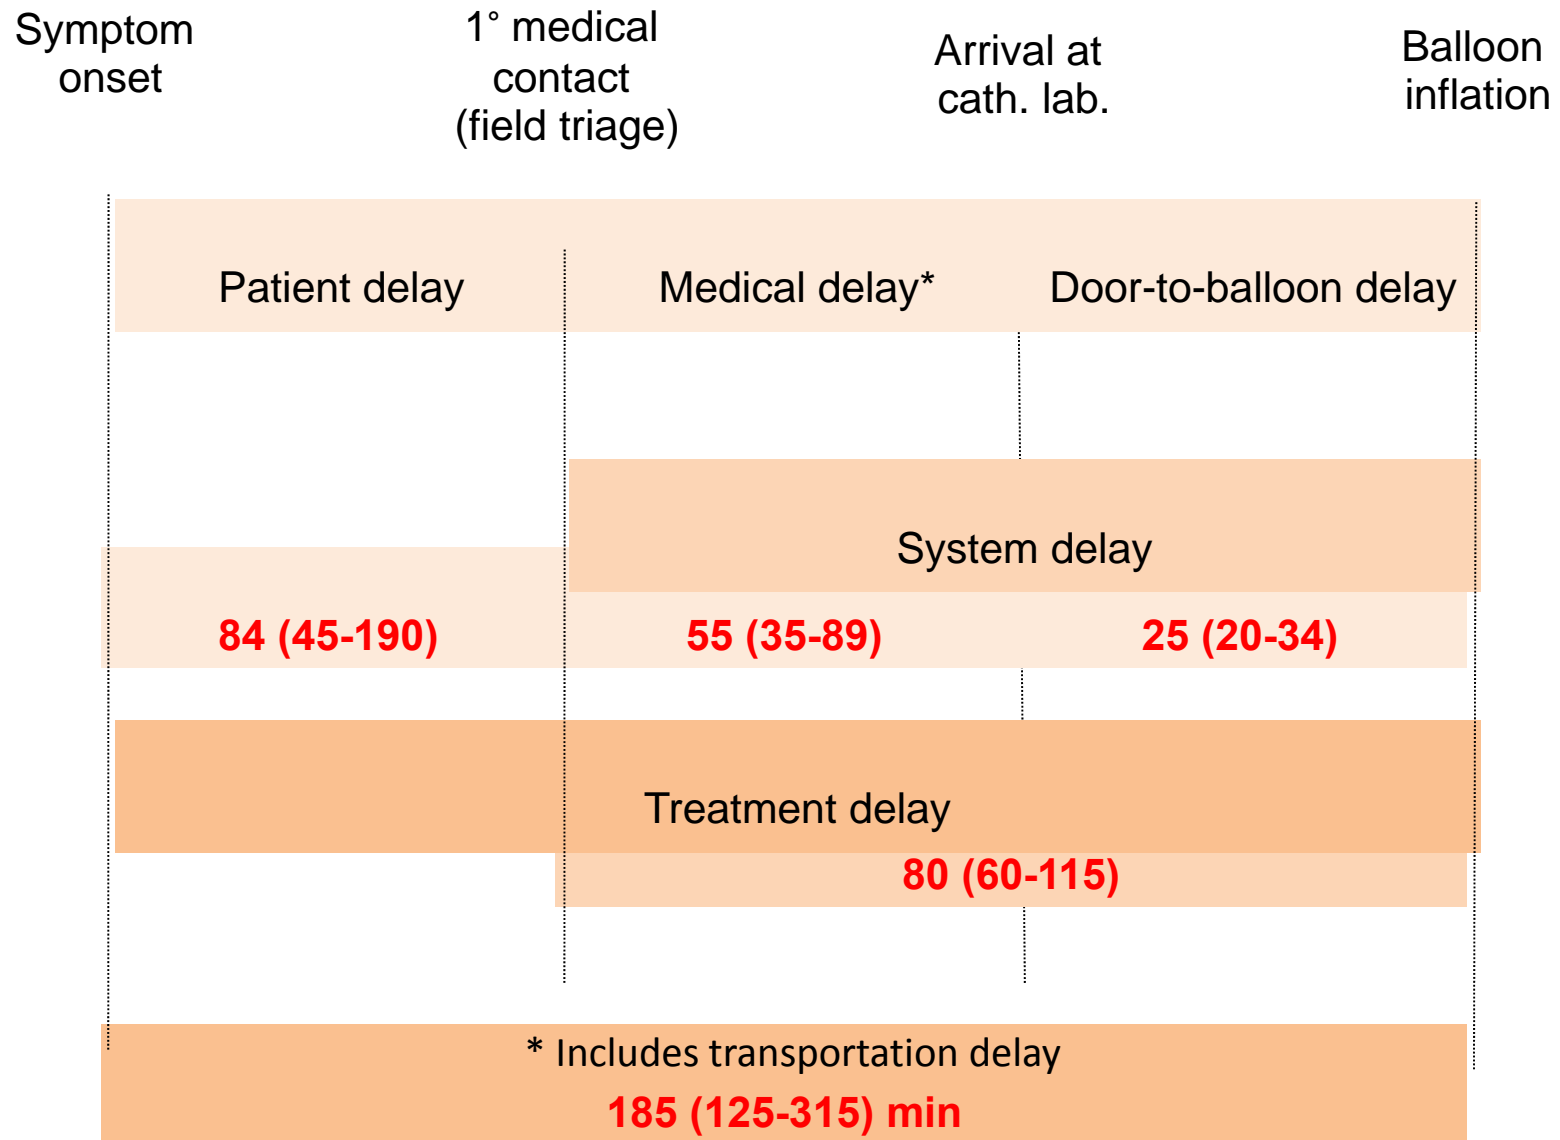 Symptom
onset
1° medical
contact
(field triage)
Arrival at
cath. lab.
Balloon
inflation
Patient delay
Medical delay*
Door-to-balloon delay
System delay
84 (45-190)
55 (35-89)
25 (20-34)
Treatment delay
80 (60-115)
* Includes transportation delay
185 (125-315) min